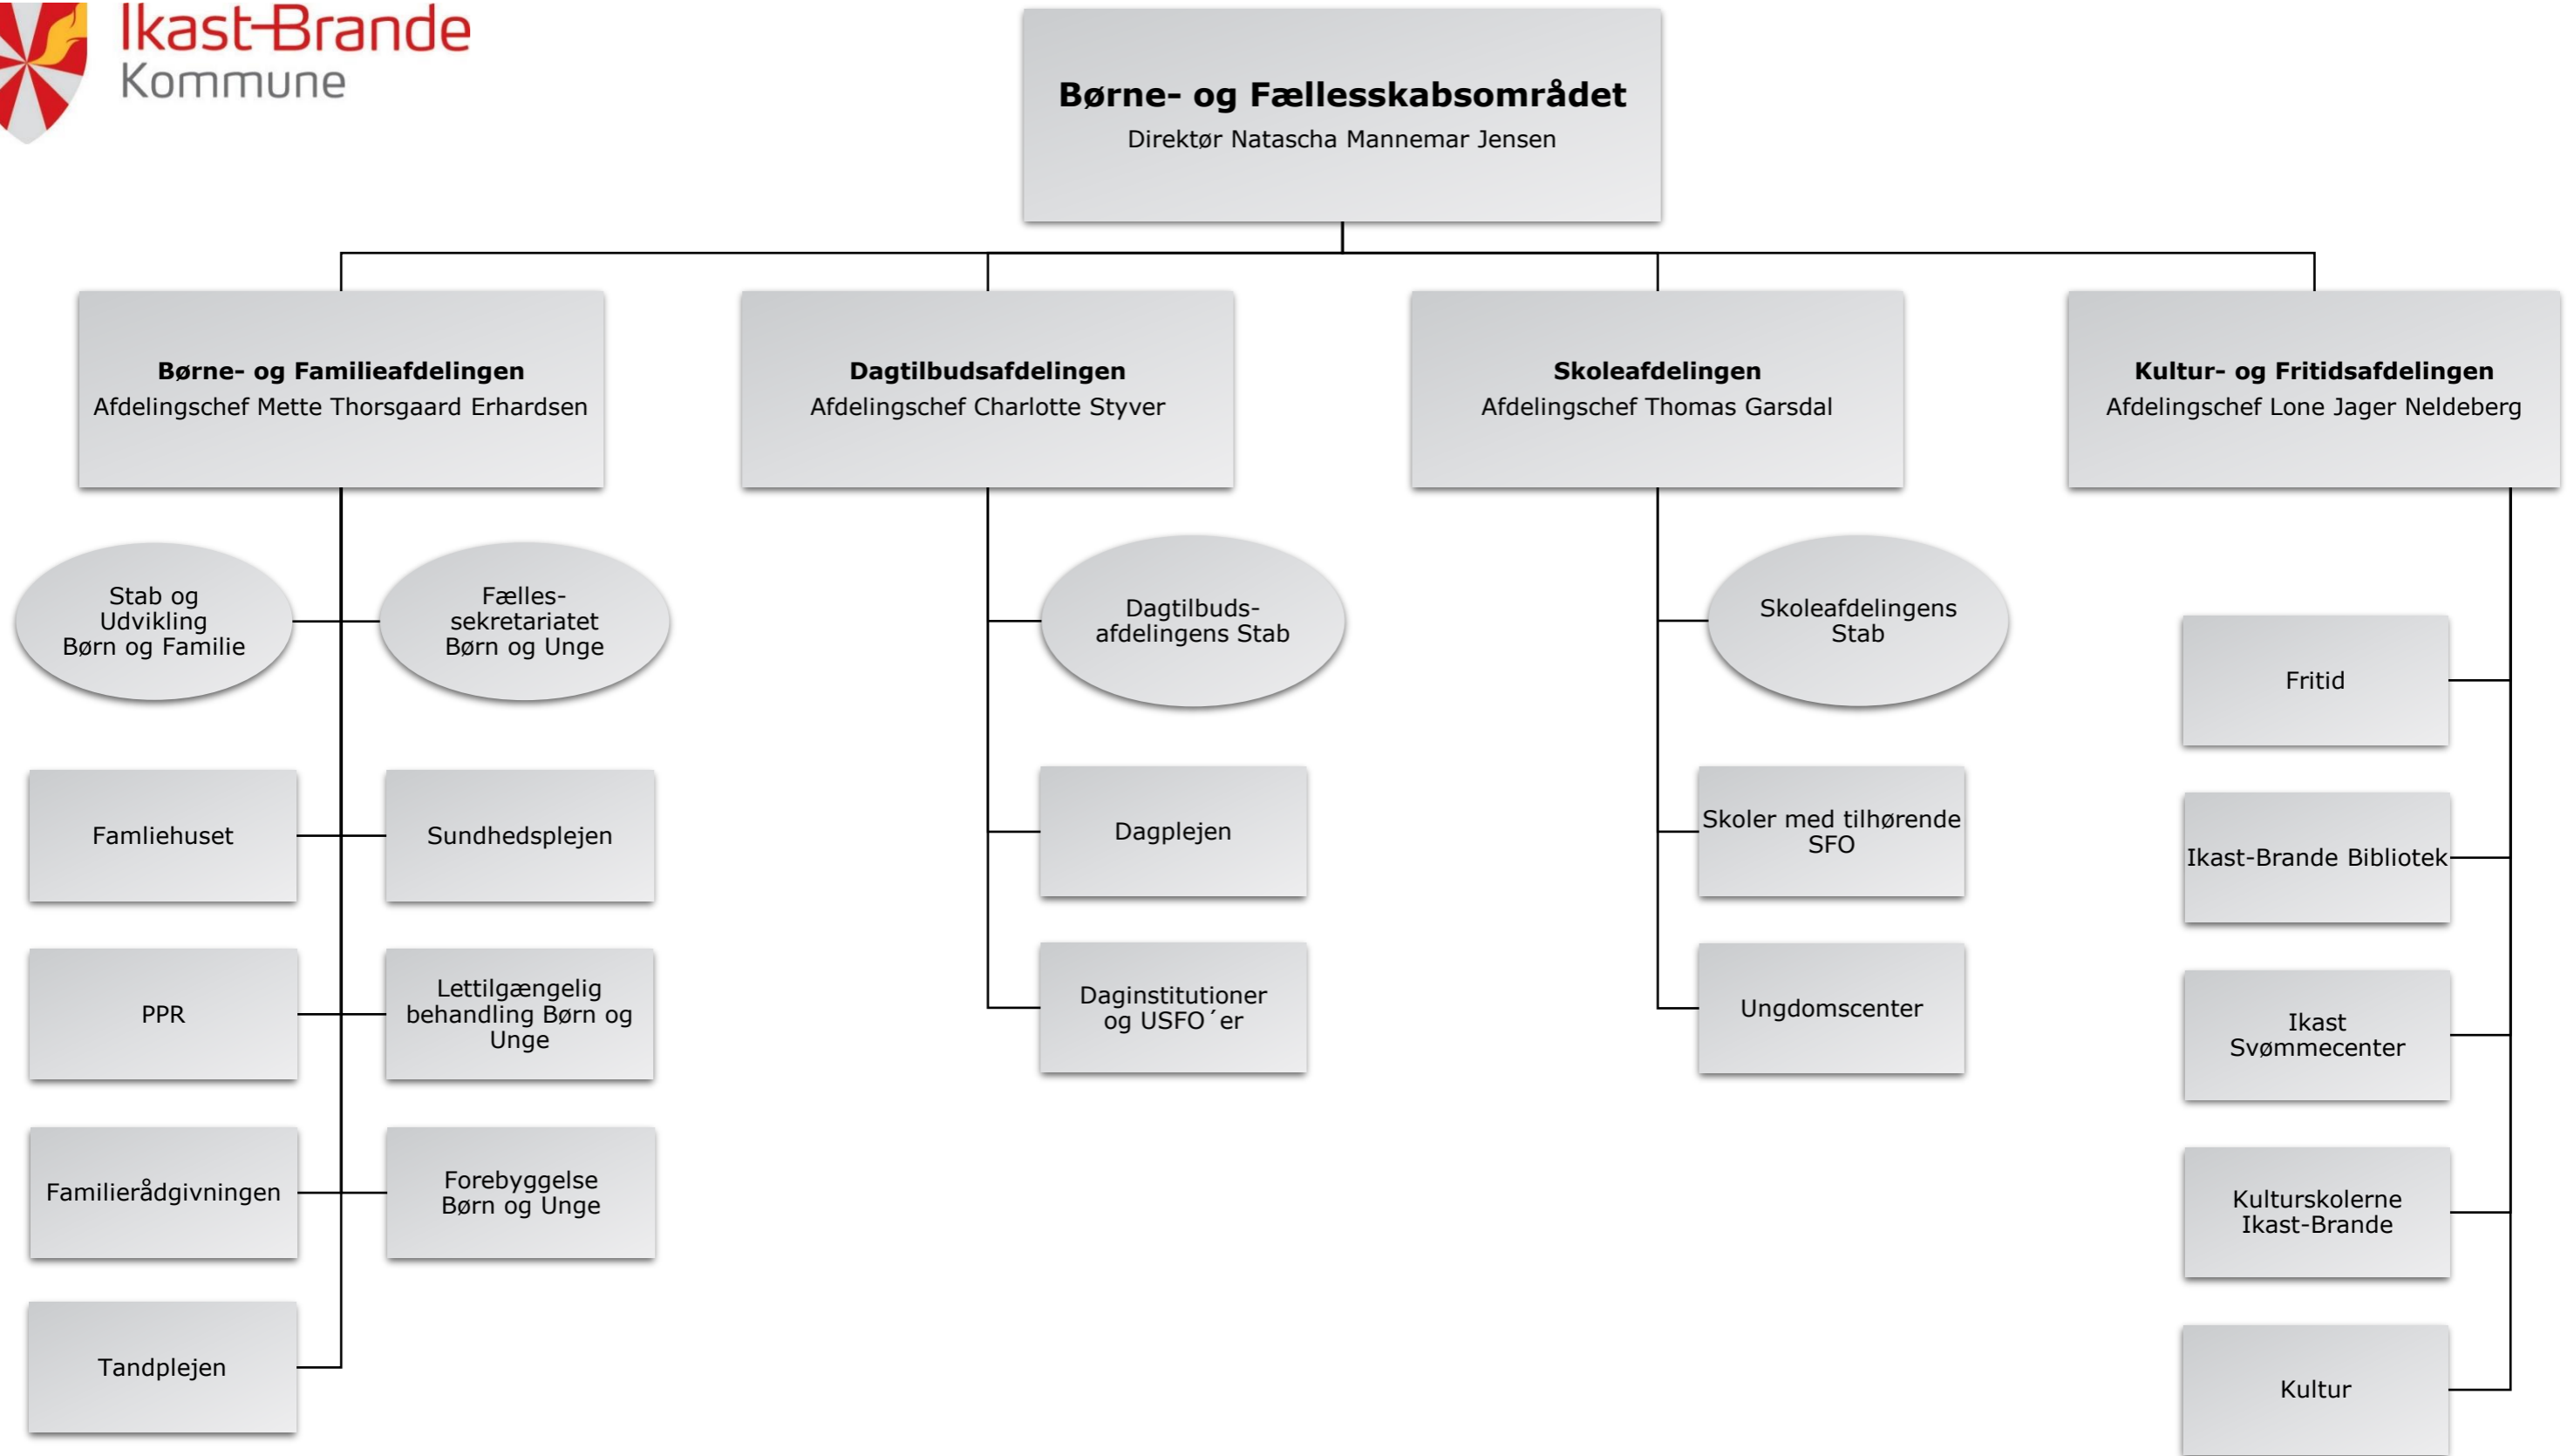 Ikast-Brande
Kommune
Børne- og Fællesskabsområdet
Direktør Natascha Mannemar Jensen
Børne- og Familieafdelingen
Afdelingschef Mette Thorsgaard Erhardsen
Dagtilbudsafdelingen
Afdelingschef Charlotte Styver
Skoleafdelingen
Afdelingschef Thomas Garsdal
Kultur- og Fritidsafdelingen
Afdelingschef Lone Jager Neldeberg
Stab og
Udvikling
Børn og Familie
Fælles-
sekretariatet
Børn og Unge
Famliehuset
Sundhedsplejen
PPR
Lettilgængelig
behandling Børn og
Unge
Familierådgivningen
Forebyggelse
Børn og Unge
Tandplejen
Dagtilbuds-
afdelingens Stab
Dagplejen
Daginstitutioner
og USFO´er
Skoleafdelingens
Stab
Skoler med tilhørende
SFO
Ungdomscenter
Fritid
Ikast-Brande Bibliotek
Ikast
Svømmecenter
Kulturskolerne
Ikast-Brande
Kultur